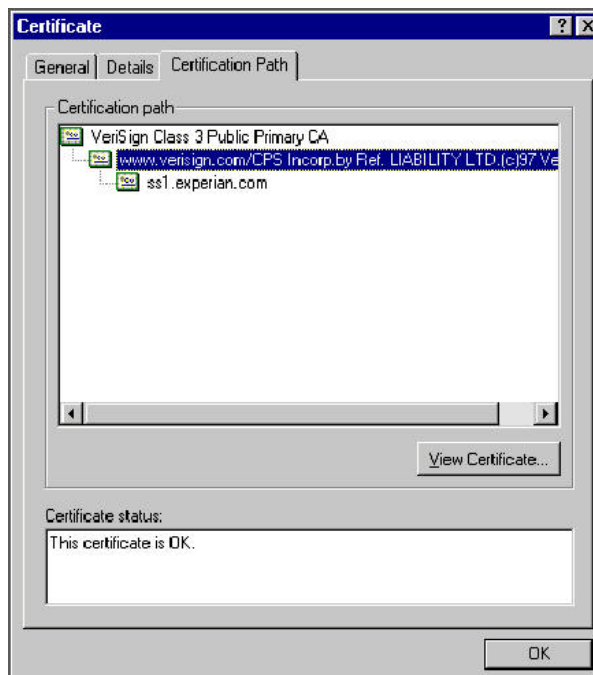 Certificate
General Details Certification Path
Certification path
VeriSign Class 3 Public Primary CA
www.verisign.com/CPS Incorp.by Ref. LIABILITY LTD.(c)97 Ve
ss1.experian.com
View Certificate...
Certificate status:
This certificate is OK.
OK